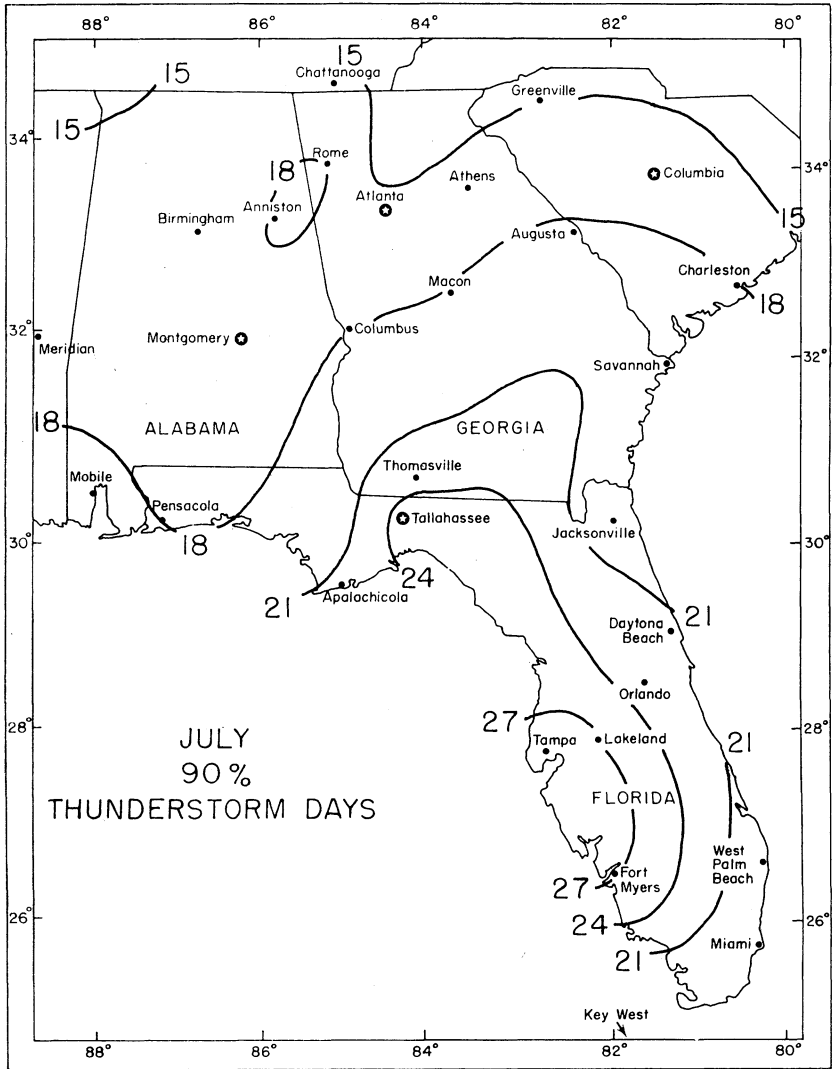 88°
86°
84°
82°
80°
15
15
Chattanooga
Greenville
15
34°
34°
Rome
18
Atlanta
Athens
Columbia
Anniston
Birmingham
15
Augusta
Charleston
Macon
18
32°
Columbus
32°
Meridian
Montgomery
Savannah
18
ALABAMA
GEORGIA
Mobile
Thomasville
Pensacola
Tallahassee
Jacksonville
30°
18
30°
24
21
Apalachicola
21
Daytona
Beach
Orlando
28°
27
28°
JULY
Tampa
Lakeland
21
90%
FLORIDA
THUNDERSTORM DAYS
West
Palm
Beach
27
Fort
Myers
26°
24
26°
21
Miami
Key West
88°
86°
84°
82°
80°